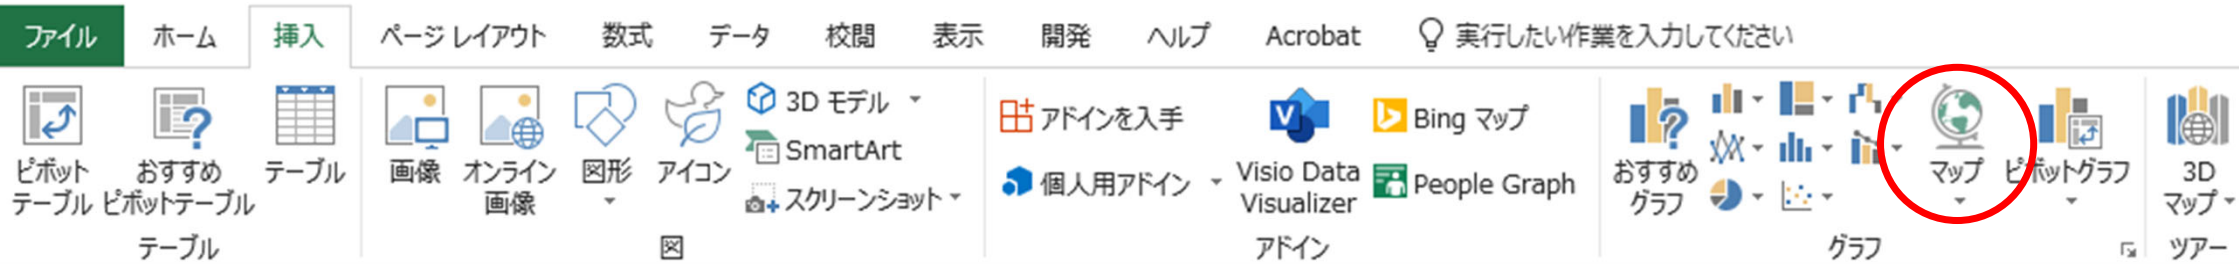 ファイル ホーム 挿入 ページ レイアウト 数式 データ 校閲 表示 開発 ヘルプ Acrobat 実行したい作業を入力してください
ピボット
テーブル
おすすめ
ピボットテーブル
テーブル
テーブル
画像
オンライン
画像
図形
アイコン
3D モデル
SmartArt
スクリーンショット
図
アドインを入手
個人用アドイン
Visio Data
Visualizer
Bing マップ
People Graph
アドイン
おすすめ
グラフ
マップ
ピボットグラフ
グラフ
3D
マップ
ツアー